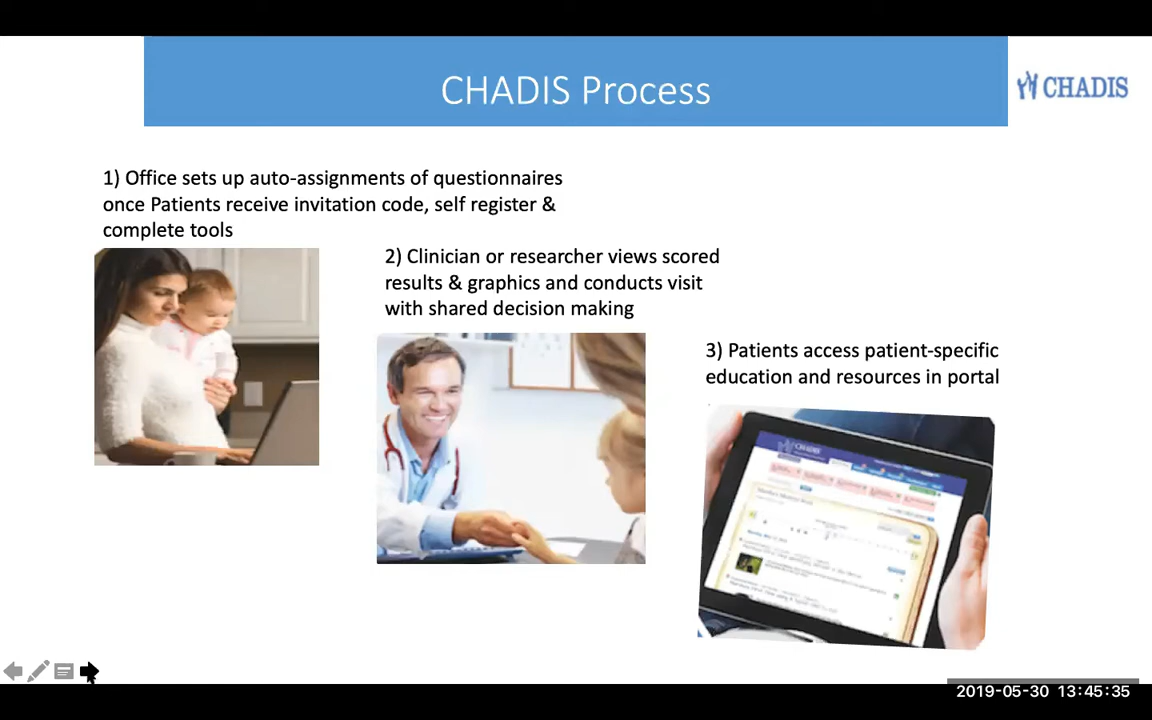 CHADIS Process
CHADIS
1) Office sets up auto-assignments of questionnaires
once Patients receive invitation code, self register &
complete tools
2) Clinician or researcher views scored
results & graphics and conducts visit
with shared decision making
3) Patients access patient-specific
education and resources in portal
CHADIS
2019-05-30 13:45:35